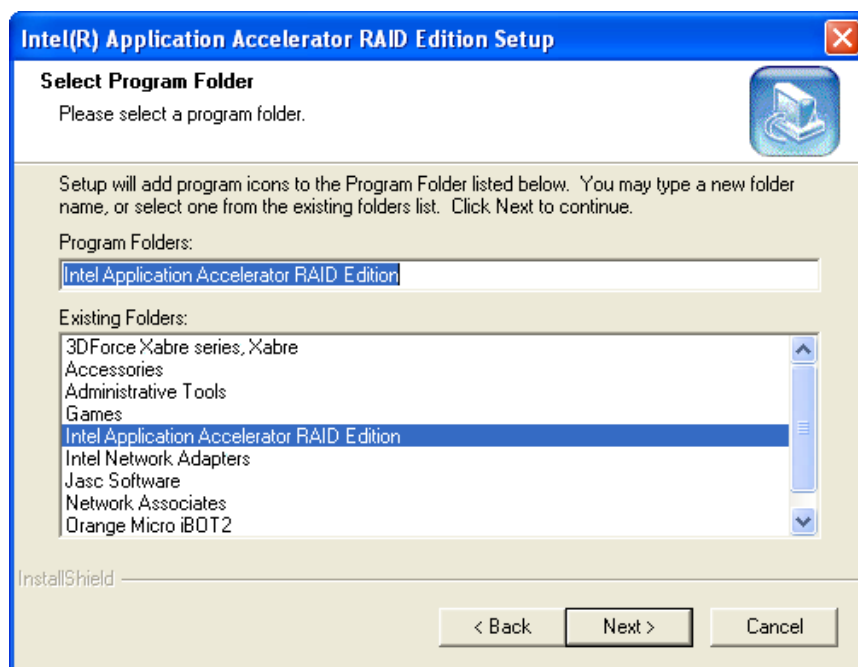 Intel(R) Application Accelerator RAID Edition Setup
Select Program Folder
Please select a program folder.
Setup will add program icons to the Program Folder listed below.  You may type a new folder
name, or select one from the existing folders list.  Click Next to continue.
Program Folders:
Intel Application Accelerator RAID Edition
Existing Folders:
3DForce Xabre series, Xabre
Accessories
Administrative Tools
Games
Intel Application Accelerator RAID Edition
Intel Network Adapters
Jasc Software
Network Associates
Orange Micro iBOT2
InstallShield
< Back
Next >
Cancel